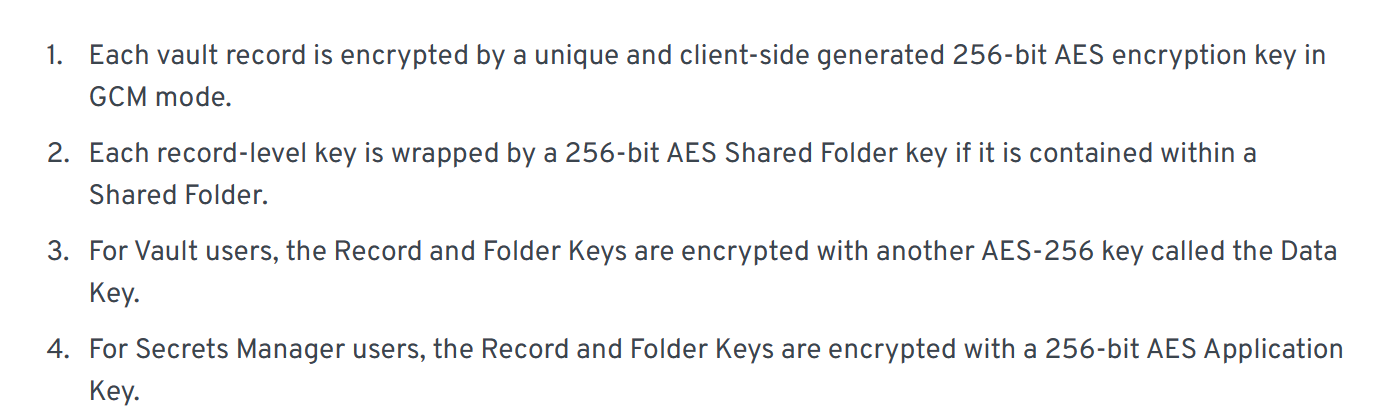 1. Each vault record is encrypted by a unique and client-side generated 256-bit AES encryption key in
GCM mode.
2. Each record-level key is wrapped by a 256-bit AES Shared Folder key if it is contained within a
Shared Folder.
3. For Vault users, the Record and Folder Keys are encrypted with another AES-256 key called the Data
Key.
4. For Secrets Manager users, the Record and Folder Keys are encrypted with a 256-bit AES Application
Key.